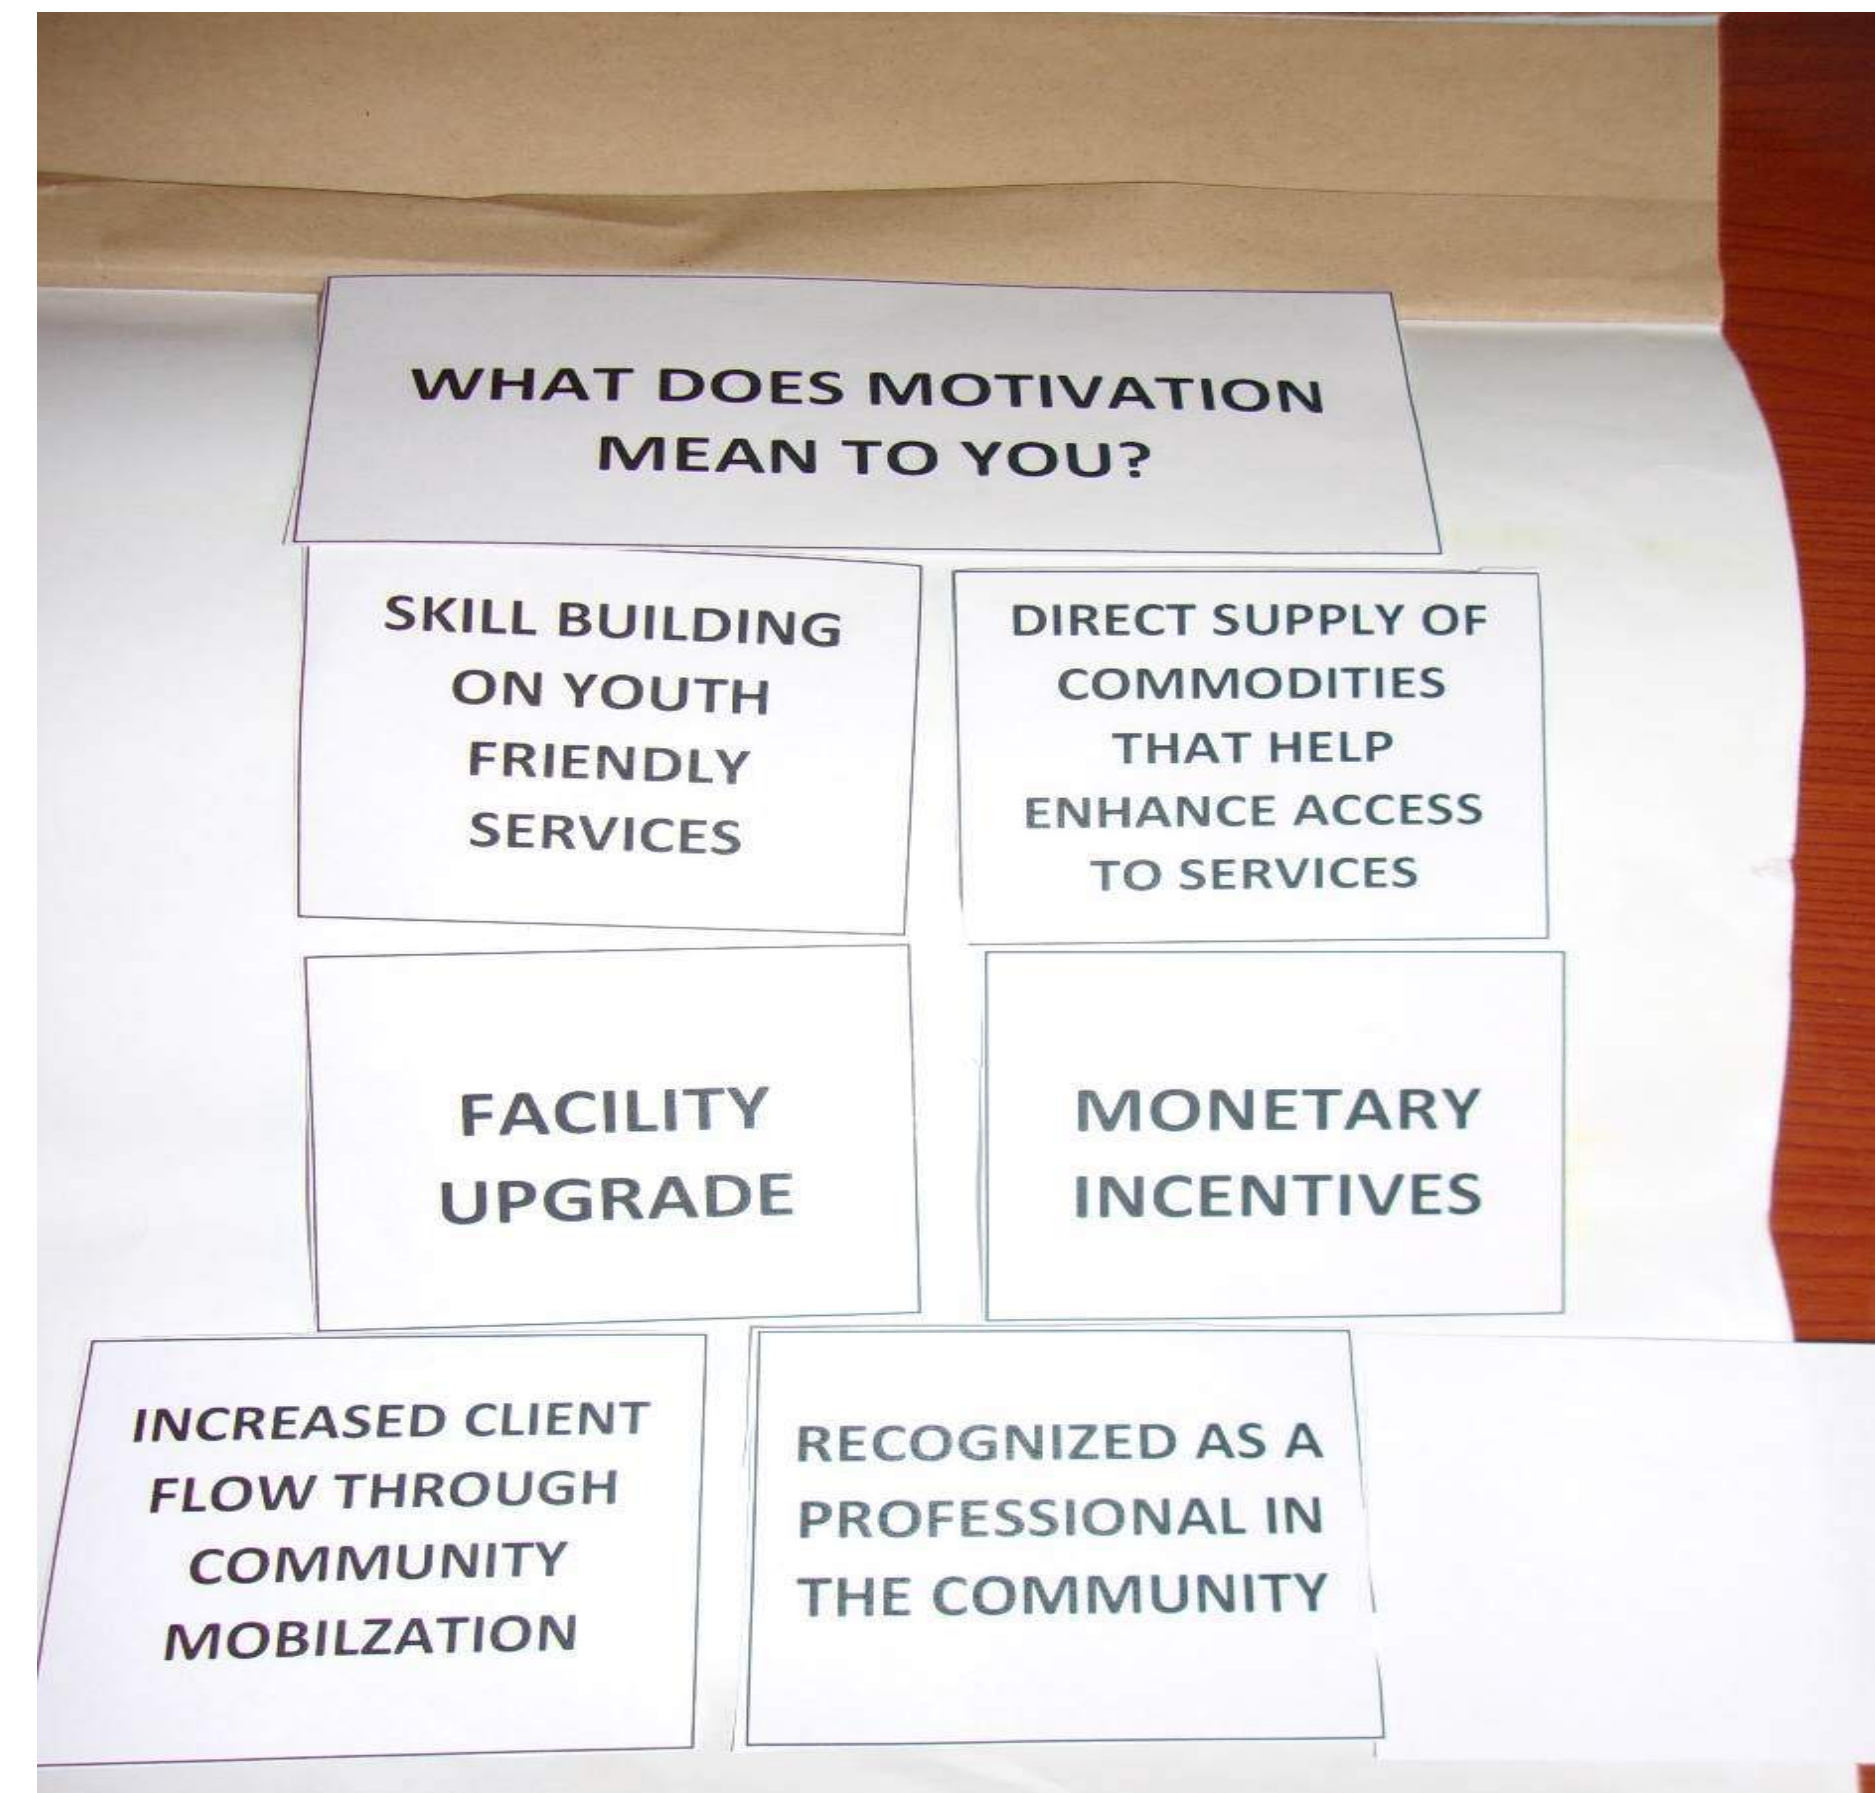 WHAT DOES MOTIVATION
MEAN TO YOU?
SKILL BUILDING
ON YOUTH
FRIENDLY
SERVICES
DIRECT SUPPLY OF
COMMODITIES
THAT HELP
ENHANCE ACCESS
TO SERVICES
FACILITY
UPGRADE
MONETARY
INCENTIVES
INCREASED CLIENT
FLOW THROUGH
COMMUNITY
MOBILZATION
RECOGNIZED AS A
PROFESSIONAL IN
THE COMMUNITY